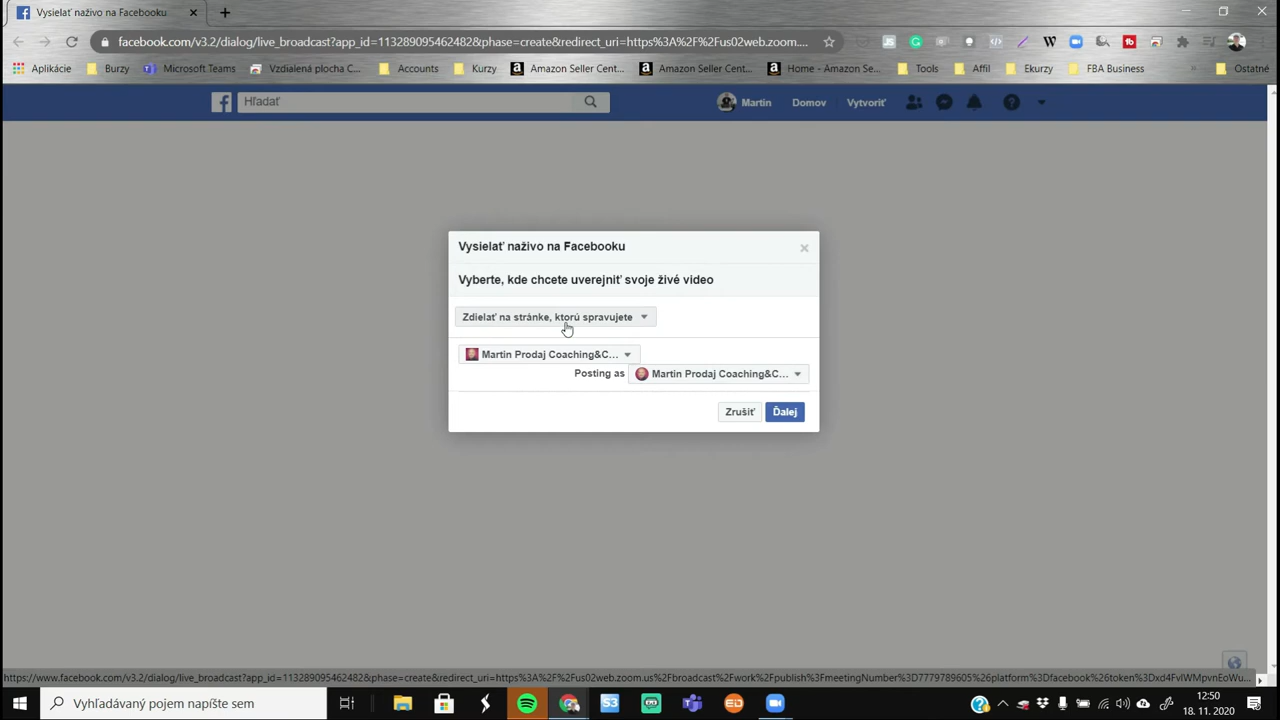 Vysielať naživo na Facebooku
facebook.com/v3.2/dialog/live_broadcast?app_id=113289095462482&phase=create&redirect_uri=https%3A%2F%2Fus02web.zoom....
Aplikácie Burzy Microsoft Teams Vzdialená plocha C... Accounts Kurzy Amazon Seller Cent... Amazon Seller Cent... Home - Amazon Se... Tools Affil Ekurzy FBA Business » Ostatné
Hľadať Martin Domov Vytvoriť
Vysielať naživo na Facebooku
Vyberte, kde chcete uverejniť svoje živé video
Zdielať na stránke, ktorú spravujete
Martin Prodaj Coaching&C...
Posting as Martin Prodaj Coaching&C...
Zrušiť Ďalej
https://www.facebook.com/v3.2/dialog/live_broadcast?app_id=113289095462482&phase=create&redirect_uri=https%3A%2F%2Fus02web.zoom.us%2Fbroadcast%2Fwork%2Fpublish%3FmeetingNumber%3D7779789605%26platform%3Dfacebook%26token%3Dxd4FvlWMpvnEoWu...
Vyhľadávaný pojem napíšte sem
12:50
18. 11. 2020